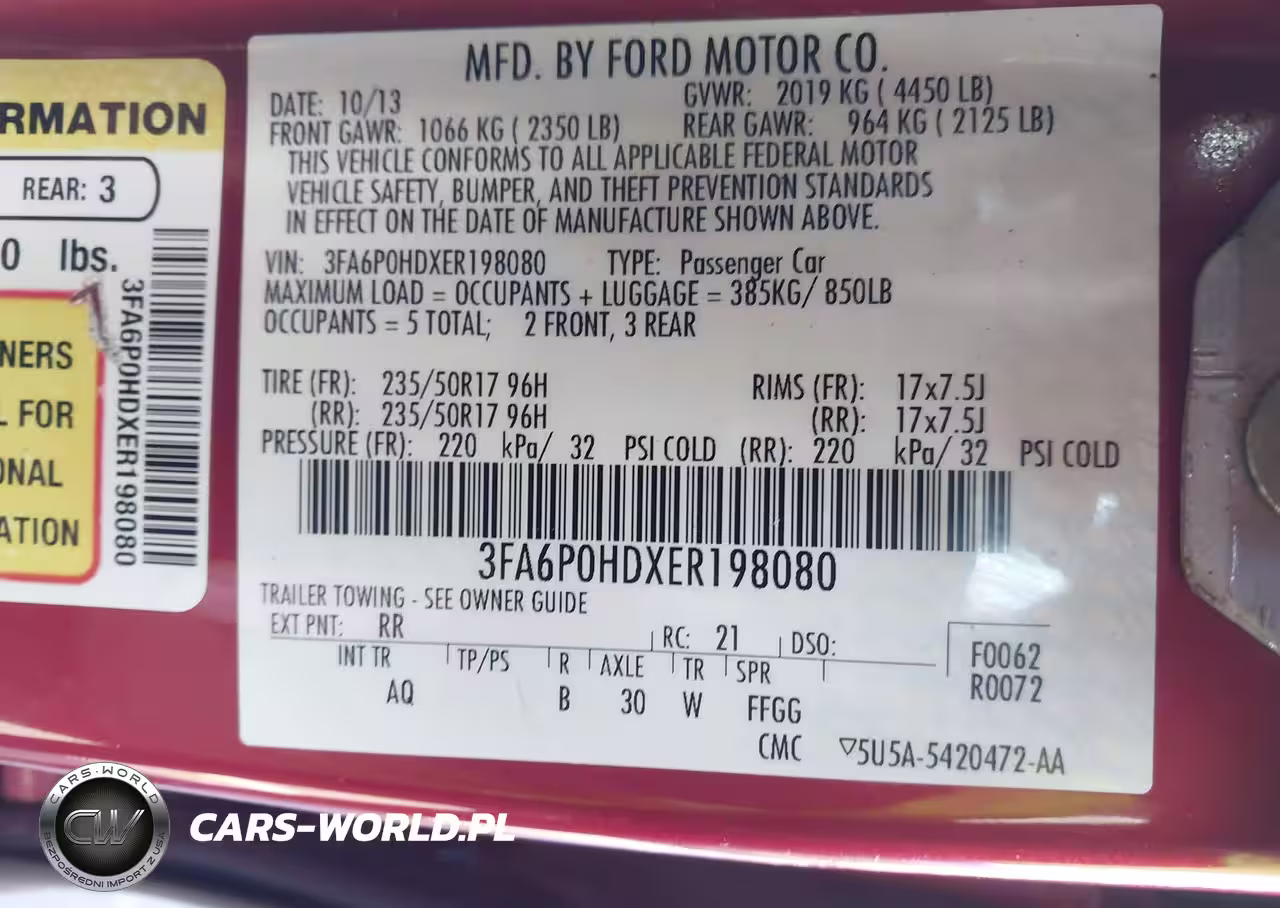 MFD. BY FORD MOTOR CO.
DATE: 10/13 GVWR: 2019 KG ( 4450 LB)
FRONT GAWR: 1066 KG ( 2350 LB) REAR GAWR: 964 KG ( 2125 LB)
THIS VEHICLE CONFORMS TO ALL APPLICABLE FEDERAL MOTOR
VEHICLE SAFETY, BUMPER, AND THEFT PREVENTION STANDARDS
IN EFFECT ON THE DATE OF MANUFACTURE SHOWN ABOVE.
VIN: 3FA6P0HDXER198080 TYPE: Passenger Car
MAXIMUM LOAD = OCCUPANTS + LUGGAGE = 385KG/ 850LB
OCCUPANTS = 5 TOTAL; 2 FRONT, 3 REAR
TIRE (FR): 235/50R17 96H RIMS (FR): 17x7.5J
(RR): 235/50R17 96H (RR): 17x7.5J
PRESSURE (FR): 220 kPa/ 32 PSI COLD (RR): 220 kPa/ 32 PSI COLD
3FA6P0HDXER198080
TRAILER TOWING - SEE OWNER GUIDE
EXT PNT: RR RC: 21 DSO:
INT TR TP/PS R AXLE TR SPR
AQ B 30 W FFGG
F0062
R0072
CMC ▽5U5A-5420472-AA
RMATION
REAR: 3
0 lbs.
3FA6P0HDXER198080
NERS
L FOR
ONAL
ATION
CARS-WORLD
CW
BEZPOŚREDNI IMPORT Z USA
CARS-WORLD.PL